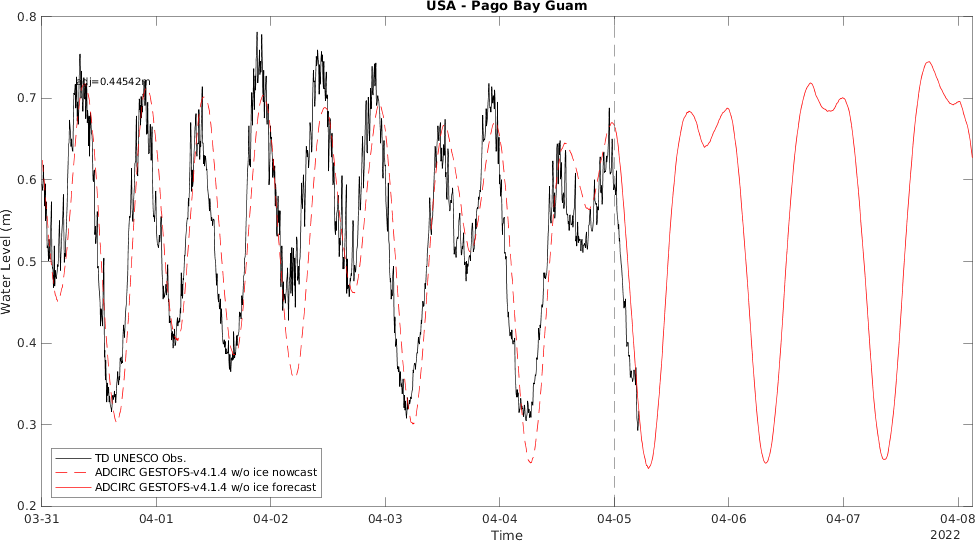 USA - Pago Bay Guam
0.8
0.7
0.6
0.5
0.4
0.3
0.2
Water Level (m)
=0.44542m
TD UNESCO Obs.
ADCIRC GESTOFS-v4.1.4 w/o ice nowcast
ADCIRC GESTOFS-v4.1.4 w/o ice forecast
03-31
04-01
04-02
04-03
04-04
04-05
04-06
04-07
04-08
Time
2022